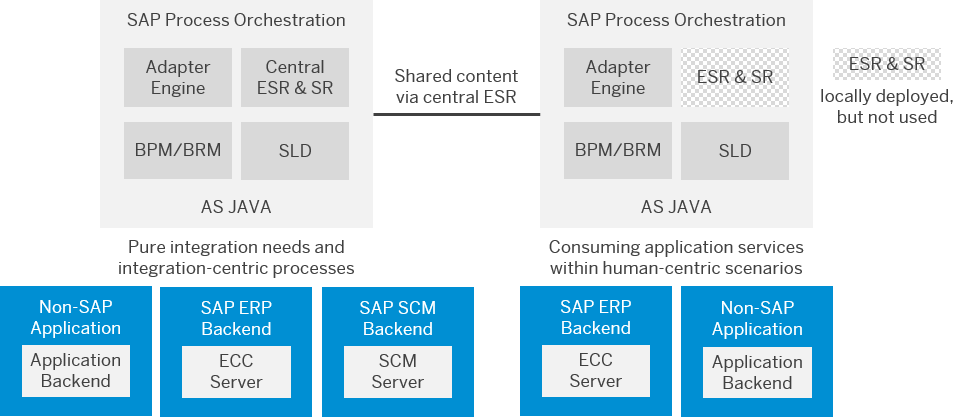 SAP Process Orchestration
Adapter
Engine
Central
ESR & SR
BPM/BRM
SLD
AS JAVA
Shared content
via central ESR
SAP Process Orchestration
Adapter
Engine
ESR & SR
BPM/BRM
SLD
AS JAVA
ESR & SR
locally deployed,
but not used
Pure integration needs and
integration-centric processes
Consuming application services
within human-centric scenarios
Non-SAP
Application
Application
Backend
SAP ERP
Backend
ECC
Server
SAP SCM
Backend
SCM
Server
SAP ERP
Backend
ECC
Server
Non-SAP
Application
Application
Backend